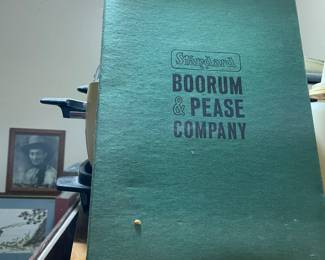 Standard
BOORUM
& PEASE
COMPANY